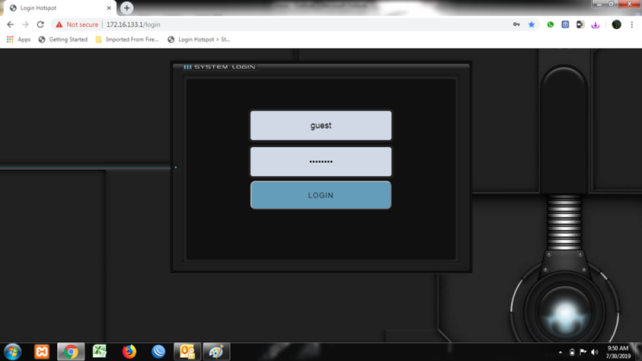 Login Hotspot
Not secure | 172.16.133.1/login
Apps Getting Started Imported From Fire... Login Hotspot > St...
SYSTEM LOGIN
guest
••••••••
LOGIN
9:50 AM
7/30/2019